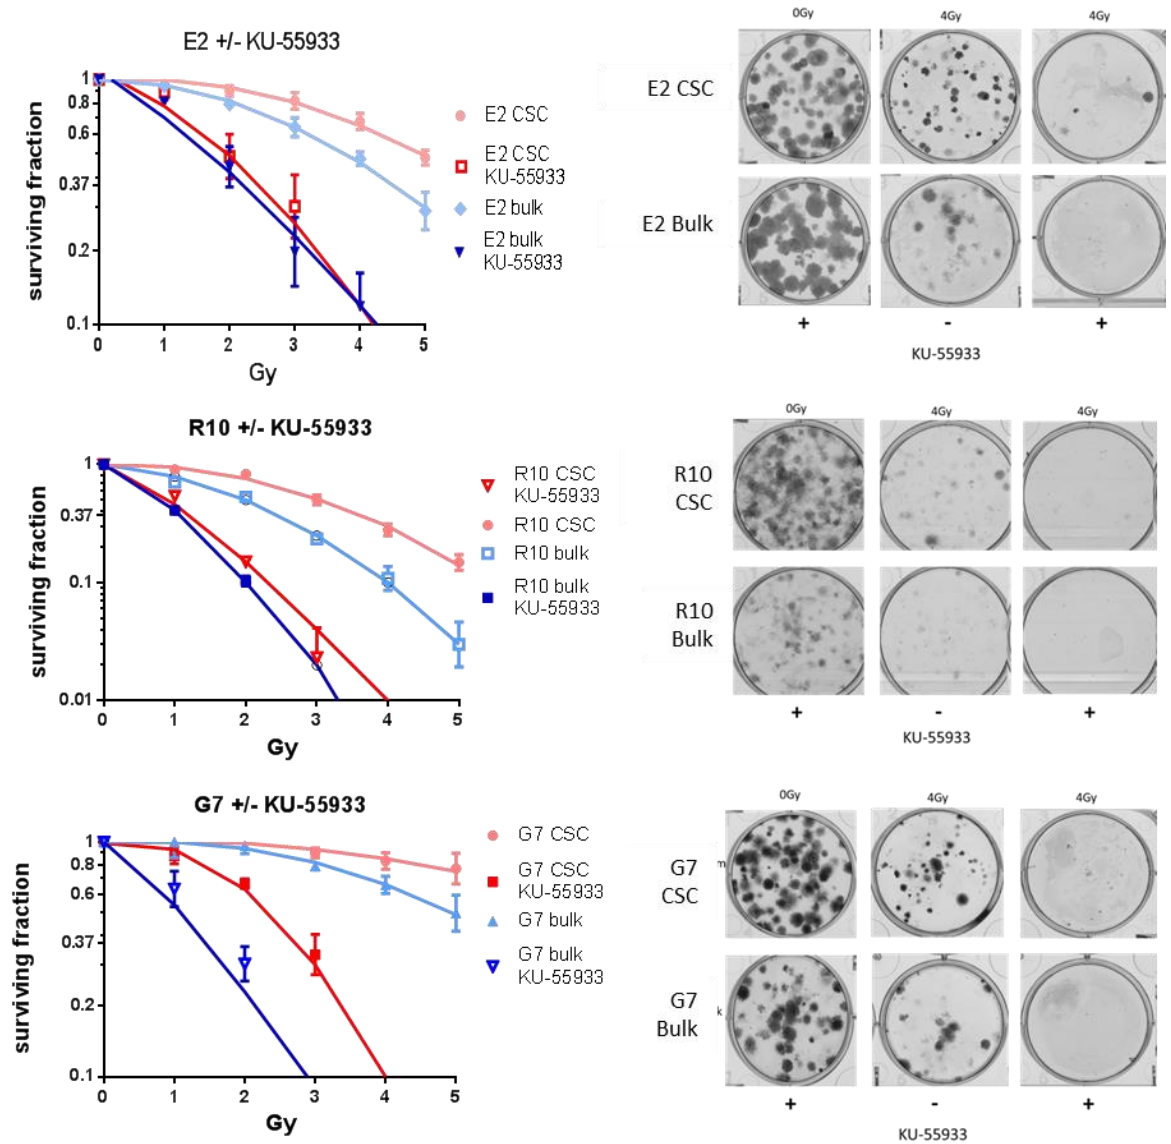 E2 +/- KU-55933
surviving fraction
1
0.8
0.6
0.37
0.2
0.1
0 1 2 3 4 5
Gy
E2 CSC
E2 CSC
KU-55933
E2 bulk
E2 bulk
KU-55933
0Gy 4Gy 4Gy
E2 CSC
E2 Bulk
+ - +
KU-55933
R10 +/- KU-55933
surviving fraction
1
0.37
0.1
0.01
0 1 2 3 4 5
Gy
R10 CSC
KU-55933
R10 CSC
R10 bulk
R10 bulk
KU-55933
0Gy 4Gy 4Gy
R10
CSC
R10
Bulk
+ - +
KU-55933
G7 +/- KU-55933
surviving fraction
1
0.8
0.6
0.37
0.2
0.1
0 1 2 3 4 5
Gy
G7 CSC
G7 CSC
KU-55933
G7 bulk
G7 bulk
KU-55933
0Gy 4Gy 4Gy
G7
CSC
G7
Bulk
+ - +
KU-55933